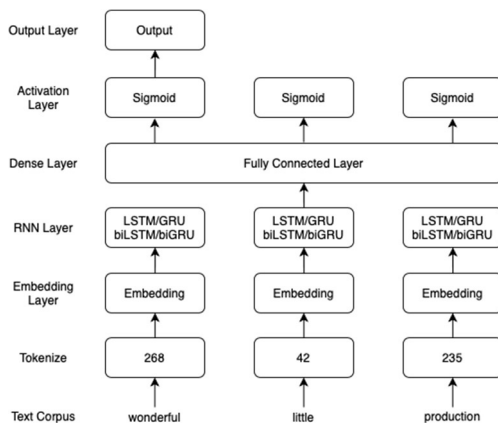 Output Layer
Output
Activation
Layer
Sigmoid
Sigmoid
Sigmoid
Dense Layer
Fully Connected Layer
RNN Layer
LSTM/GRU
biLSTM/biGRU
LSTM/GRU
biLSTM/biGRU
LSTM/GRU
biLSTM/biGRU
Embedding
Layer
Embedding
Embedding
Embedding
Tokenize
268
42
235
Text Corpus
wonderful
little
production